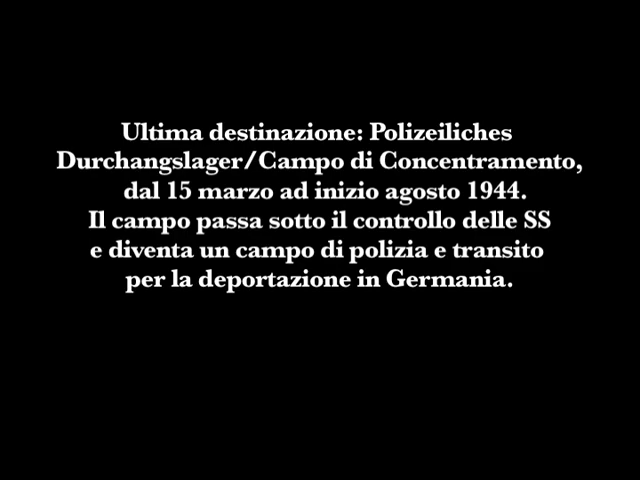 Ultima destinazione: Polizeiliches
Durchangslager/Campo di Concentramento,
dal 15 marzo ad inizio agosto 1944.
Il campo passa sotto il controllo delle SS
e diventa un campo di polizia e transito
per la deportazione in Germania.